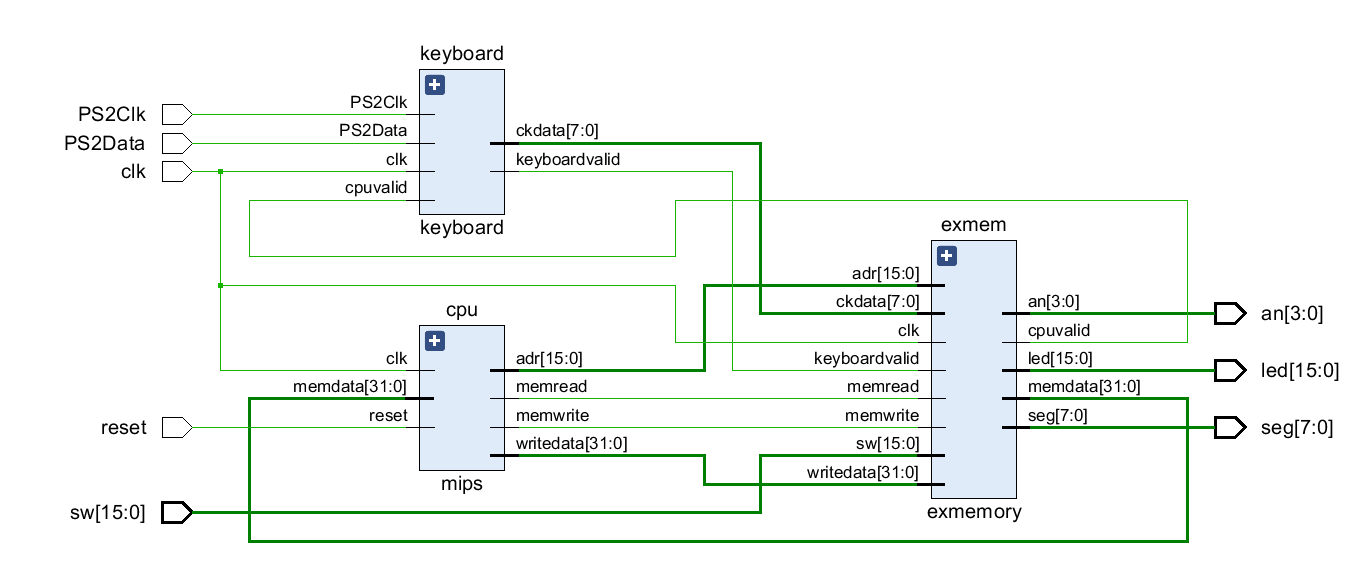 keyboard
PS2Clk
PS2Data
clk
PS2Clk
PS2Data
clk
cpuvalid
ckdata[7:0]
keyboardvalid
keyboard
cpu
clk
memdata[31:0]
reset
reset
adr[15:0]
memread
memwrite
writedata[31:0]
mips
sw[15:0]
exmem
adr[15:0]
ckdata[7:0]
clk
keyboardvalid
memread
memwrite
sw[15:0]
writedata[31:0]
an[3:0]
cpuvalid
led[15:0]
memdata[31:0]
seg[7:0]
exmemory
an[3:0]
led[15:0]
seg[7:0]